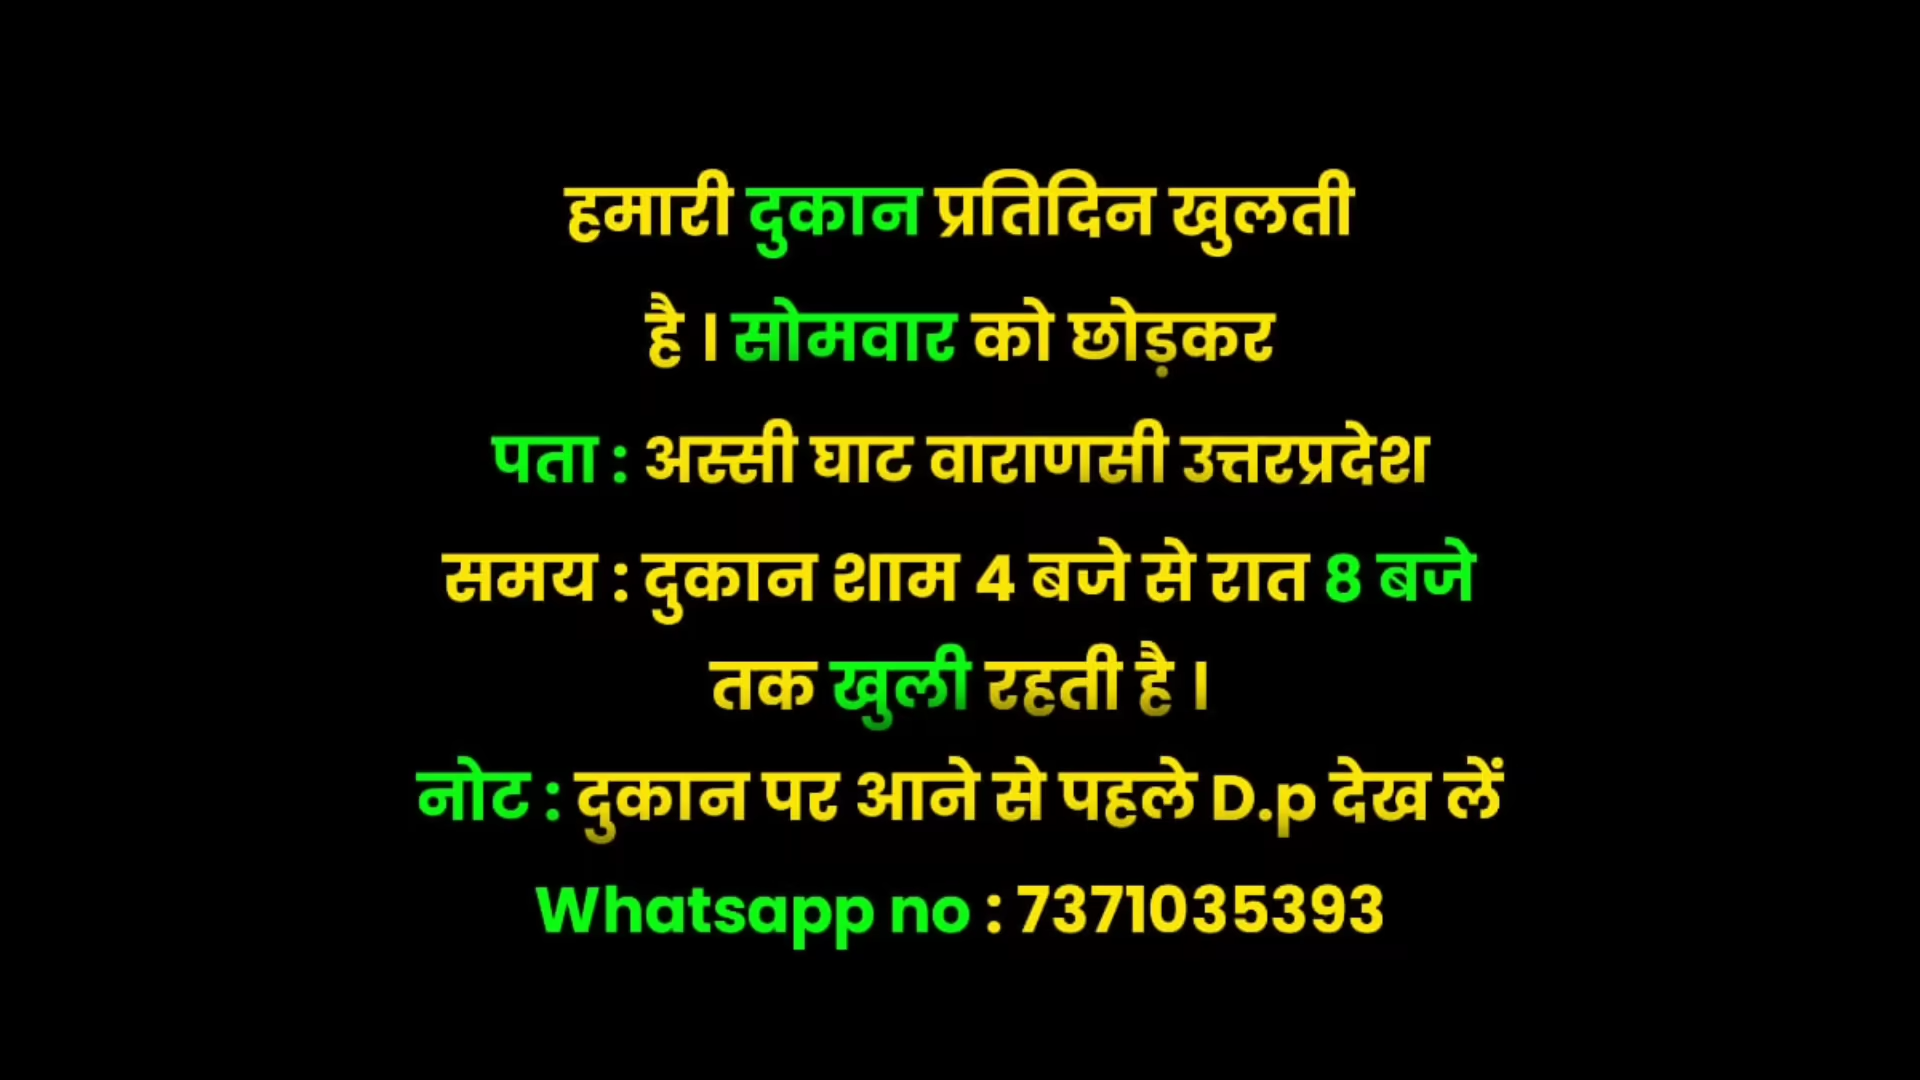 हमारी दुकान प्रतिदिन खुलती
है । सोमवार को छोड़कर
पता : अस्सी घाट वाराणसी उत्तरप्रदेश
समय : दुकान शाम 4 बजे से रात 8 बजे
तक खुली रहती है ।
नोट : दुकान पर आने से पहले D.p देख लें
Whatsapp no : 7371035393